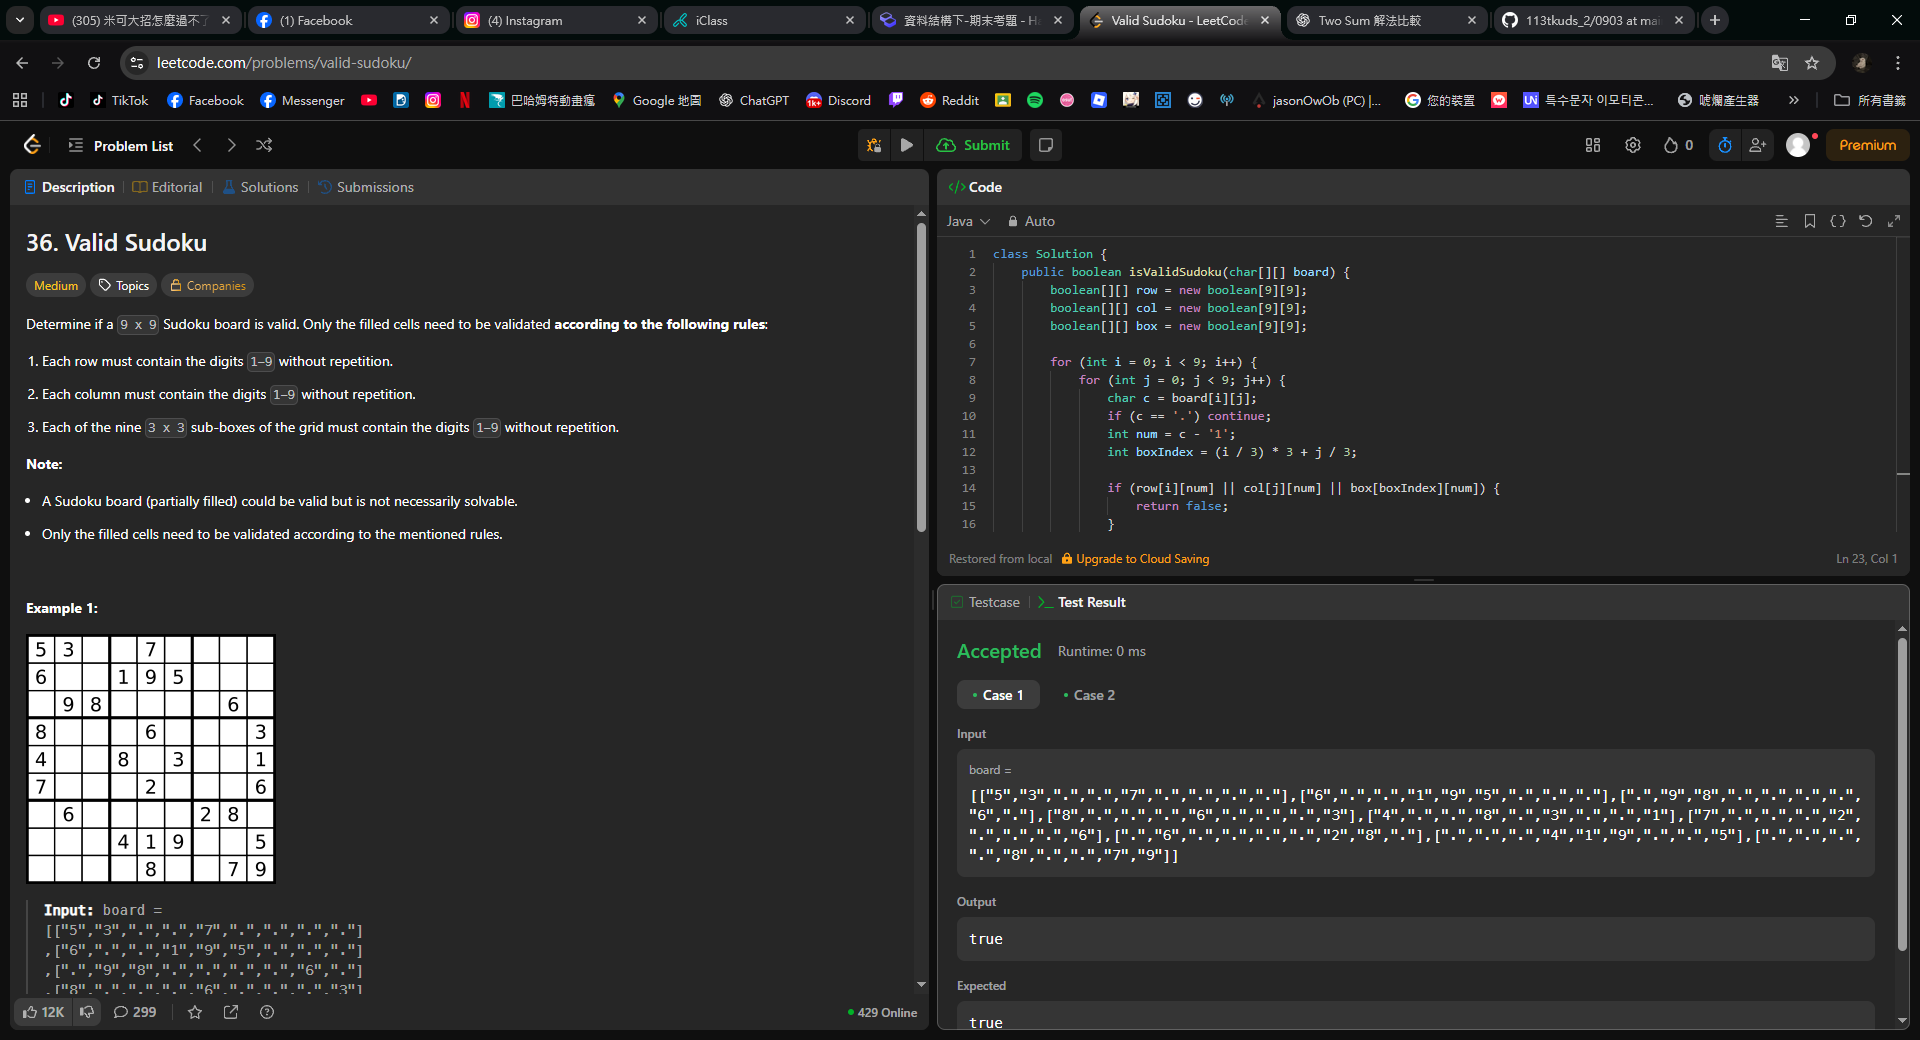 (305) 米可大招怎麼過不了
(1) Facebook
(4) Instagram
iClass
資料結構下-期末考題 - Ha
Valid Sudoku - LeetCode
Two Sum 解法比較
113tkuds_2/0903 at mai
leetcode.com/problems/valid-sudoku/
TikTok
Facebook
Messenger
巴哈姆特動畫瘋
Google 地圖
ChatGPT
Discord
Reddit
jasonOwOb (PC) |...
您的裝置
특수문자 이모티콘...
唬爛產生器
所有書籤
Problem List
Submit
0
Premium
Description
Editorial
Solutions
Submissions
36. Valid Sudoku
Medium
Topics
Companies
Determine if a 9 x 9 Sudoku board is valid. Only the filled cells need to be validated according to the following rules:
1. Each row must contain the digits 1-9 without repetition.
2. Each column must contain the digits 1-9 without repetition.
3. Each of the nine 3 x 3 sub-boxes of the grid must contain the digits 1-9 without repetition.
Note:
• A Sudoku board (partially filled) could be valid but is not necessarily solvable.
• Only the filled cells need to be validated according to the mentioned rules.
Example 1:
5 3 7
6 1 9 5
9 8 6
8 6 3
4 8 3 1
7 2 6
6 2 8
4 1 9 5
8 7 9
Input: board =
[["5","3",".",".","7",".",".",".","."]
,["6",".",".","1","9","5",".",".","."]
,[".","9","8",".",".",".",".","6","."]
,["8",".",".",".","6",".",".",".","3"]
12K
299
429 Online
</> Code
Java
Auto
1 class Solution {
2 public boolean isValidSudoku(char[][] board) {
3 boolean[][] row = new boolean[9][9];
4 boolean[][] col = new boolean[9][9];
5 boolean[][] box = new boolean[9][9];
6
7 for (int i = 0; i < 9; i++) {
8 for (int j = 0; j < 9; j++) {
9 char c = board[i][j];
10 if (c == '.') continue;
11 int num = c - '1';
12 int boxIndex = (i / 3) * 3 + j / 3;
13
14 if (row[i][num] || col[j][num] || box[boxIndex][num]) {
15 return false;
16 }
Restored from local
Upgrade to Cloud Saving
Ln 23, Col 1
Testcase
Test Result
Accepted
Runtime: 0 ms
Case 1
Case 2
Input
board =
[["5","3",".",".","7",".",".",".","."],["6",".",".","1","9","5",".",".","."],[".","9","8",".",".",".",".",
"6","."],["8",".",".",".","6",".",".",".","3"],["4",".",".","8",".","3",".",".","1"],["7",".",".",".","2",
".",".",".","6"],[".","6",".",".",".",".","2","8","."],[".",".",".","4","1","9",".",".","5"],[".",".",".",
".","8",".",".","7","9"]]
Output
true
Expected
true